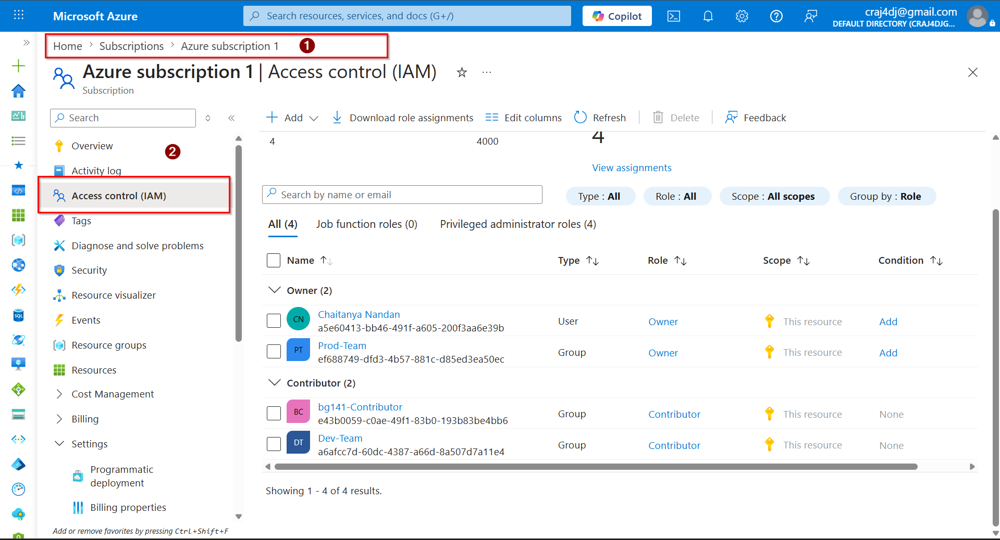 Microsoft Azure
Search resources, services, and docs (G+/)
Copilot
craj4dj@gmail.com
DEFAULT DIRECTORY (CRAJ4DJG...
Home > Subscriptions > Azure subscription 1
1
Azure subscription 1 | Access control (IAM)
Subscription
Search
Add
Download role assignments
Edit columns
Refresh
Delete
Feedback
Overview
2
Activity log
Access control (IAM)
Tags
Diagnose and solve problems
Security
Resource visualizer
Events
Resource groups
Resources
Cost Management
Billing
Settings
Programmatic
deployment
Billing properties
Add or remove favorites by pressing Ctrl+Shift+F
SQL
4 4000 4
View assignments
Search by name or email
Type : All
Role : All
Scope : All scopes
Group by : Role
All (4) Job function roles (0) Privileged administrator roles (4)
Name Type Role Scope Condition
Owner (2)
CN Chaitanya Nandan User Owner This resource Add
a5e60413-bb46-491f-a605-200f3aa6e39b
PT Prod-Team Group Owner This resource Add
ef688749-dfd3-4b57-881c-d85ed3ea50ec
Contributor (2)
BC bg141-Contributor Group Contributor This resource None
e43b0059-c0ae-49f1-83b0-193b83be4bb6
DT Dev-Team Group Contributor This resource None
a6afcc7d-60dc-4387-a66d-8a507d7a11e4
Showing 1 - 4 of 4 results.